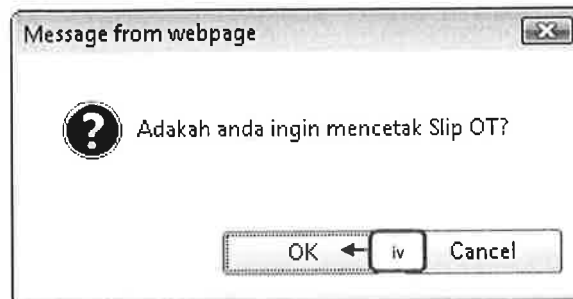 Message from webpage
Adakah anda ingin mencetak Slip OT?
OK iv Cancel